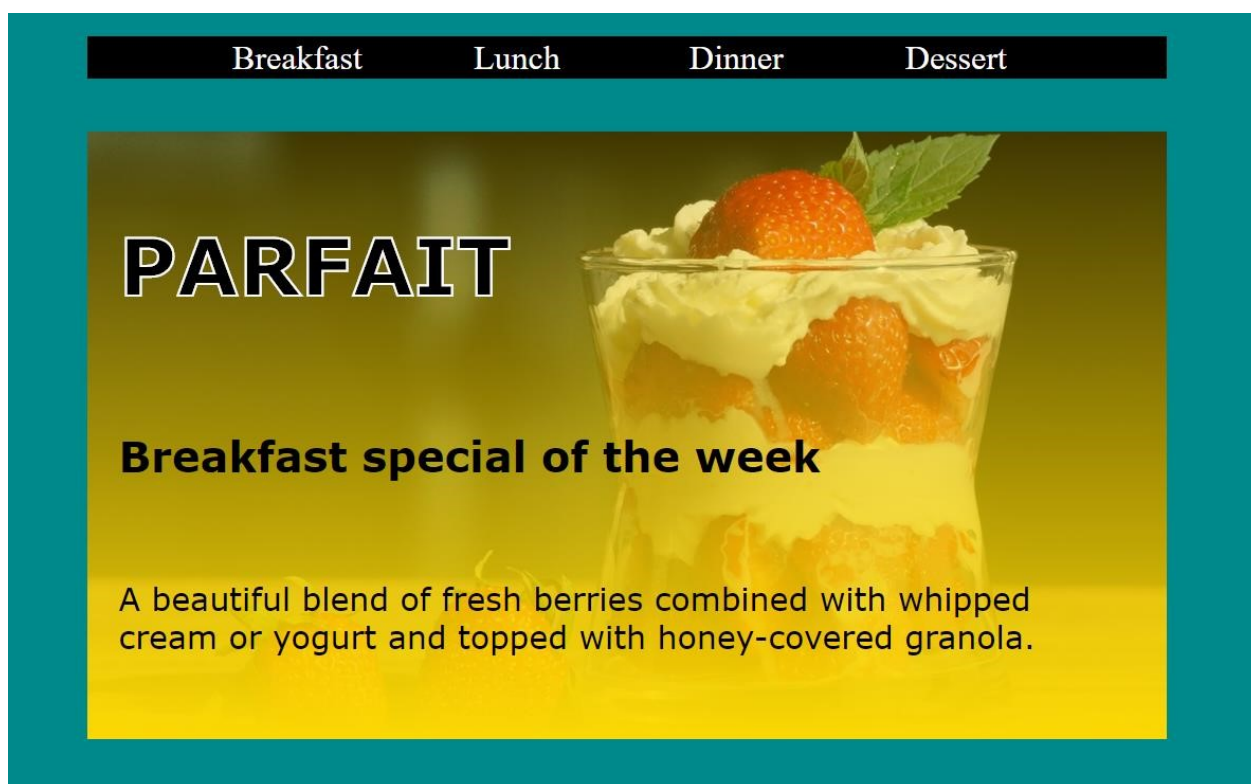 Breakfast Lunch Dinner Dessert
PARFAIT
Breakfast special of the week
A beautiful blend of fresh berries combined with whipped
cream or yogurt and topped with honey-covered granola.